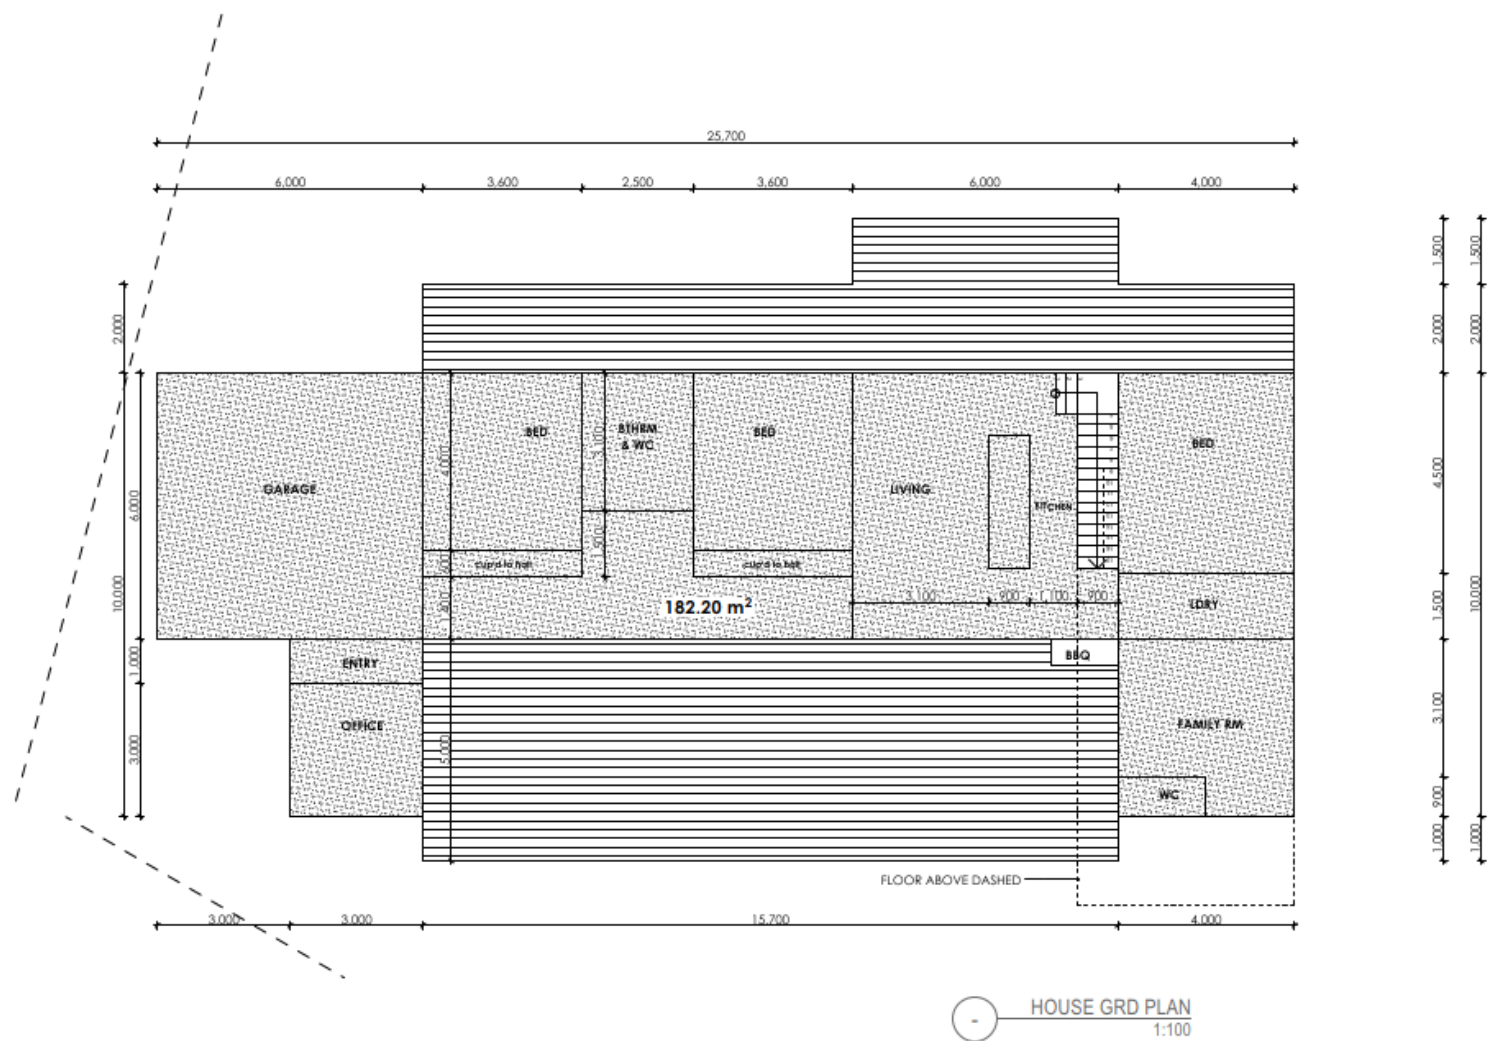 25,700
6,000 3,600 2,500 3,600 6,000 4,000
1,500 1,500
2,000 2,000 2,000
BED
BTHRM
& WC
BED
BED
3,100
4,000
GARAGE
LIVING
KITCHEN
6,000
4,500
10,000
10,000
1,500
600
cup'd to hall
cup'd to hall
3,100 900 1,100 900
1,400
182.20 m²
LDRY
1,500
ENTRY
BBQ
1,000
OFFICE
FAMILY RM
3,000
5,000
3,100
WC
900
1,000 1,000
FLOOR ABOVE DASHED
3,000 3,000 15,700 4,000
- HOUSE GRD PLAN
1:100